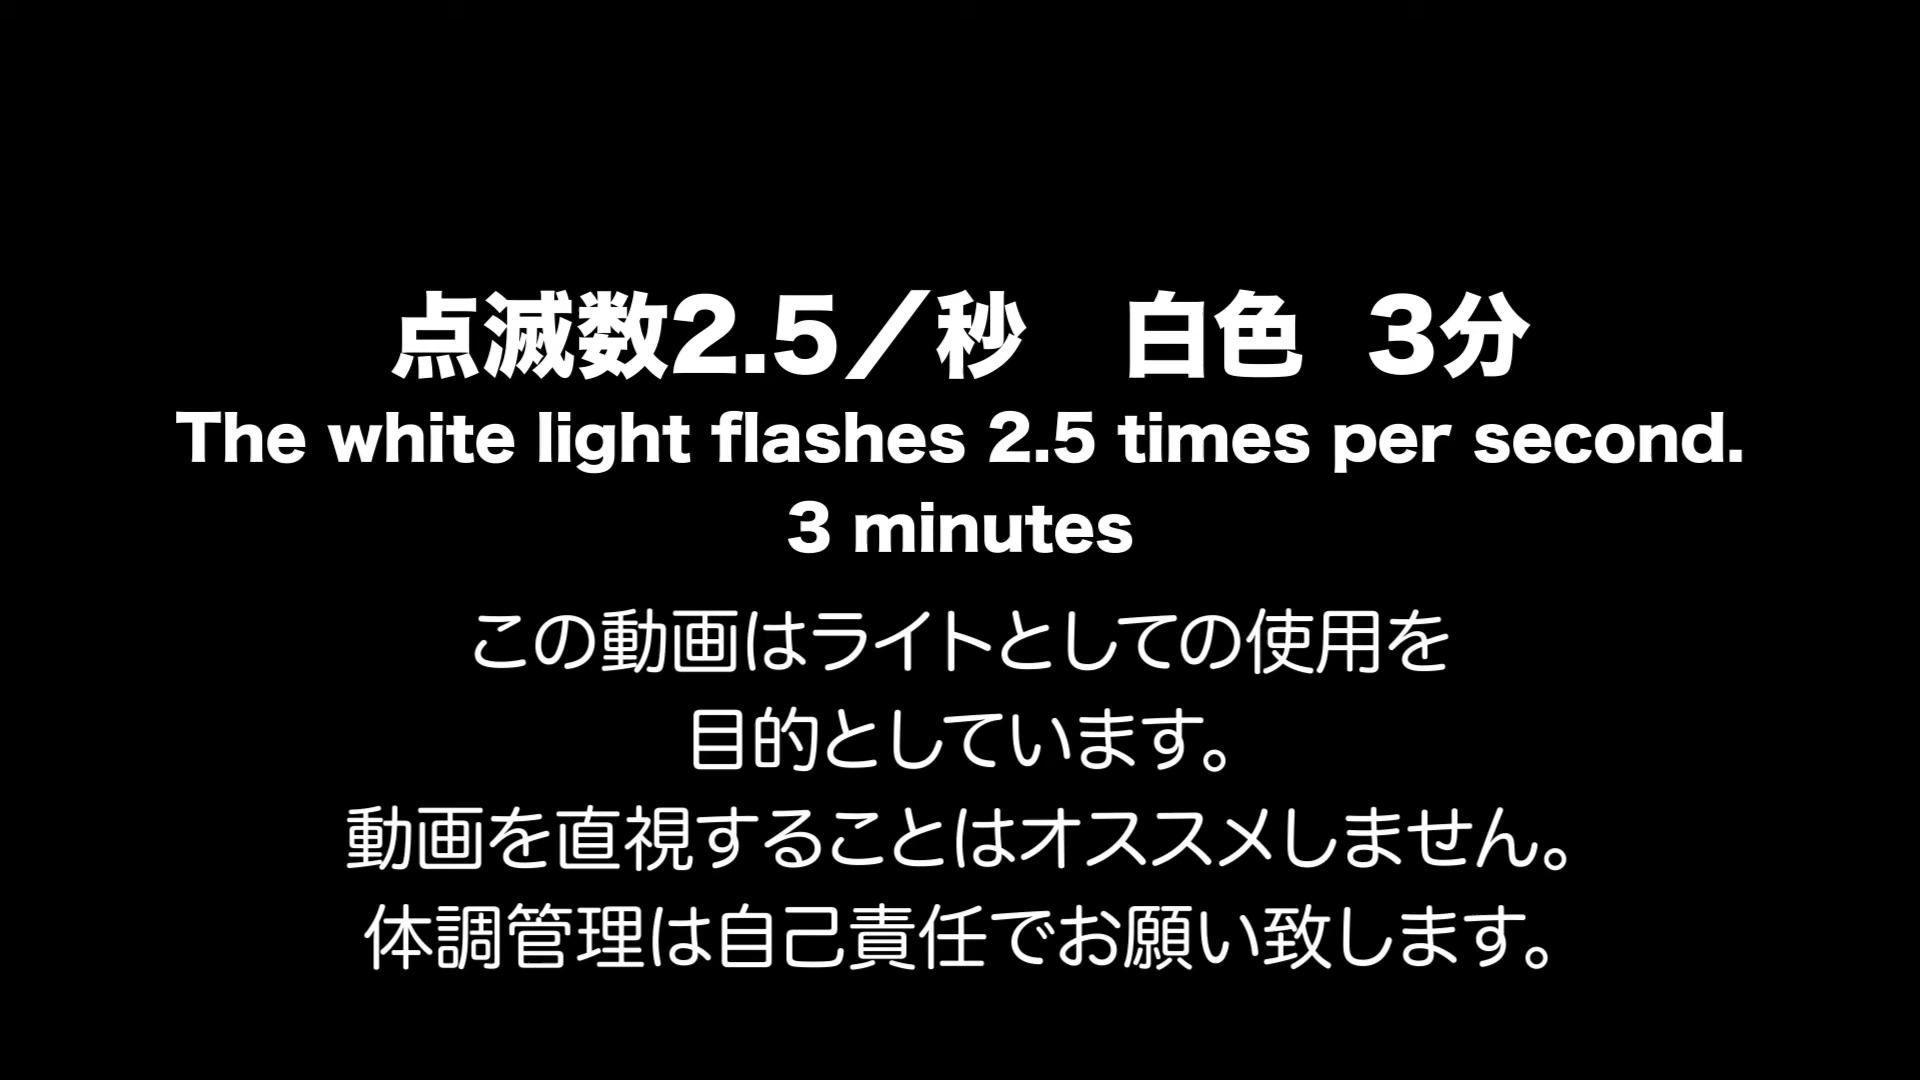 点滅数2.5／秒　白色　3分
The white light flashes 2.5 times per second.
3 minutes
この動画はライトとしての使用を
目的としています。
動画を直視することはオススメしません。
体調管理は自己責任でお願い致します。